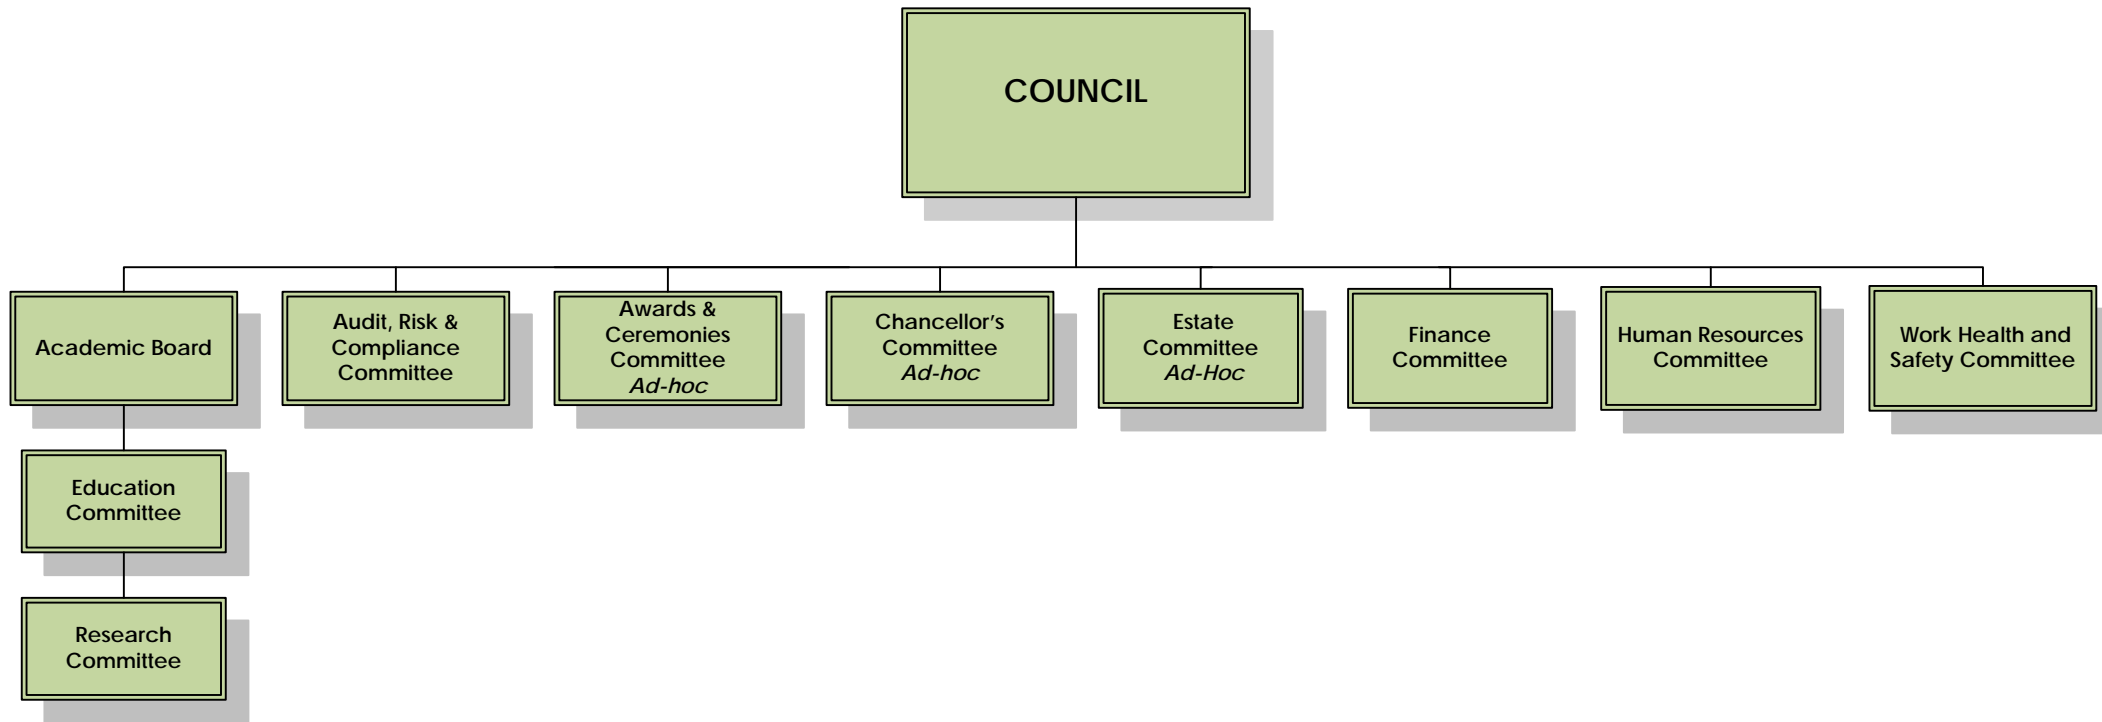 COUNCIL
Academic Board
Audit, Risk &
Compliance
Committee
Awards &
Ceremonies
Committee
Ad-hoc
Chancellor's
Committee
Ad-hoc
Estate
Committee
Ad-Hoc
Finance
Committee
Human Resources
Committee
Work Health and
Safety Committee
Education
Committee
Research
Committee